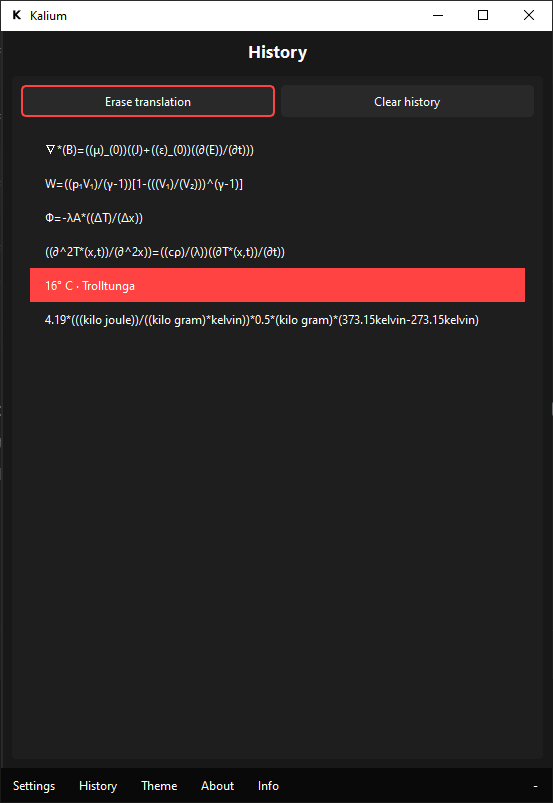 K Kalium
History
Erase translation Clear history
∇*(B)=((μ)_(0))((J)+((ε)_(0))((∂(E))/(∂t)))
W=((p₁V₁)/(γ-1))[1-(((V₁)/(V₂)))^(γ-1)]
Φ=-λA*((ΔT)/(Δx))
((∂^2T*(x,t))/(∂^2x))=((cρ)/(λ))((∂T*(x,t))/(∂t))
16° C · Trolltunga
4.19*(((kilo joule))/((kilo gram)*kelvin))*0.5*(kilo gram)*(373.15kelvin-273.15kelvin)
Settings History Theme About Info -